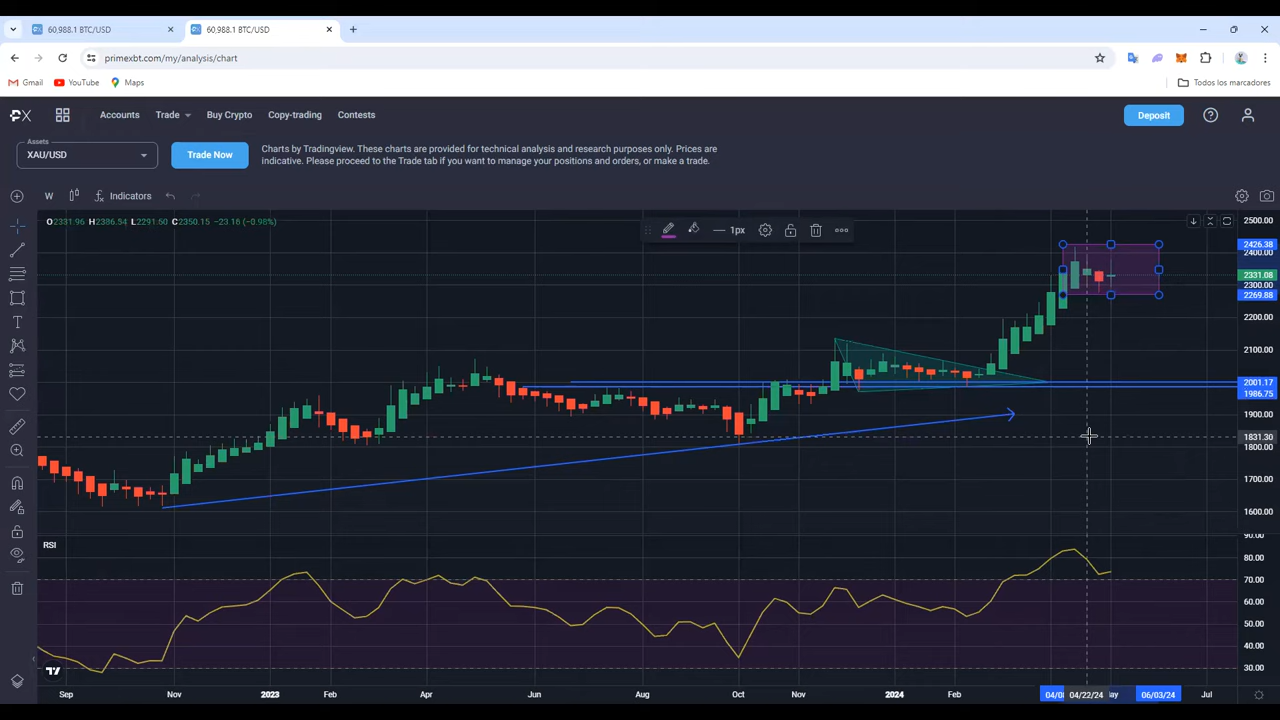 60,988.1 BTC/USD
60,988.1 BTC/USD
primexbt.com/my/analysis/chart
Gmail
YouTube
Maps
Todos los marcadores
Accounts
Trade
Buy Crypto
Copy-trading
Contests
Deposit
Assets
XAU/USD
Trade Now
Charts by Tradingview. These charts are provided for technical analysis and research purposes only. Prices are
indicative. Please proceed to the Trade tab if you want to manage your positions and orders, or make a trade.
W
Indicators
O2331.96 H2386.54 L2291.60 C2350.15 −23.16 (−0.98%)
1px
2500.00
2426.38
2400.00
2331.08
2300.00
2269.88
2200.00
2100.00
2001.17
1986.75
1900.00
1831.30
1800.00
1700.00
1600.00
RSI
90.00
80.00
70.00
60.00
50.00
40.00
30.00
Sep
Nov
2023
Feb
Apr
Jun
Aug
Oct
Nov
2024
Feb
04/22/24
06/03/24
Jul